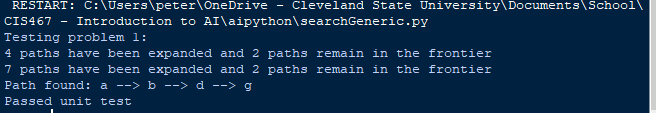 RESTART: C:\Users\peter\OneDrive - Cleveland State University\Documents\School\
CIS467 - Introduction to AI\aipython\searchGeneric.py
Testing problem 1:
4 paths have been expanded and 2 paths remain in the frontier
7 paths have been expanded and 2 paths remain in the frontier
Path found: a --> b --> d --> g
Passed unit test